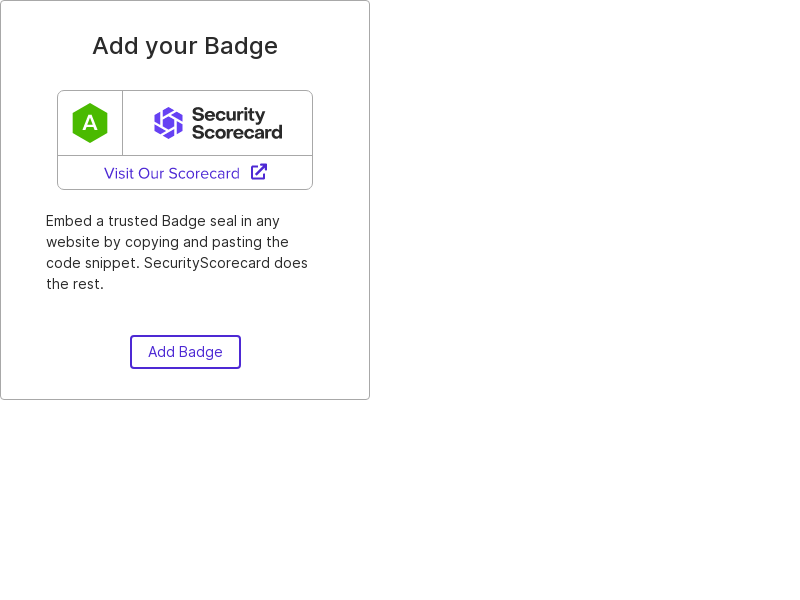 Add your Badge
A
Security
Scorecard
Visit Our Scorecard
Embed a trusted Badge seal in any
website by copying and pasting the
code snippet. SecurityScorecard does
the rest.
Add Badge